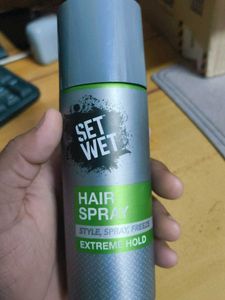 SET
WET
HAIR
SPRAY
STYLE, SPRAY, FREEZE
EXTREME HOLD